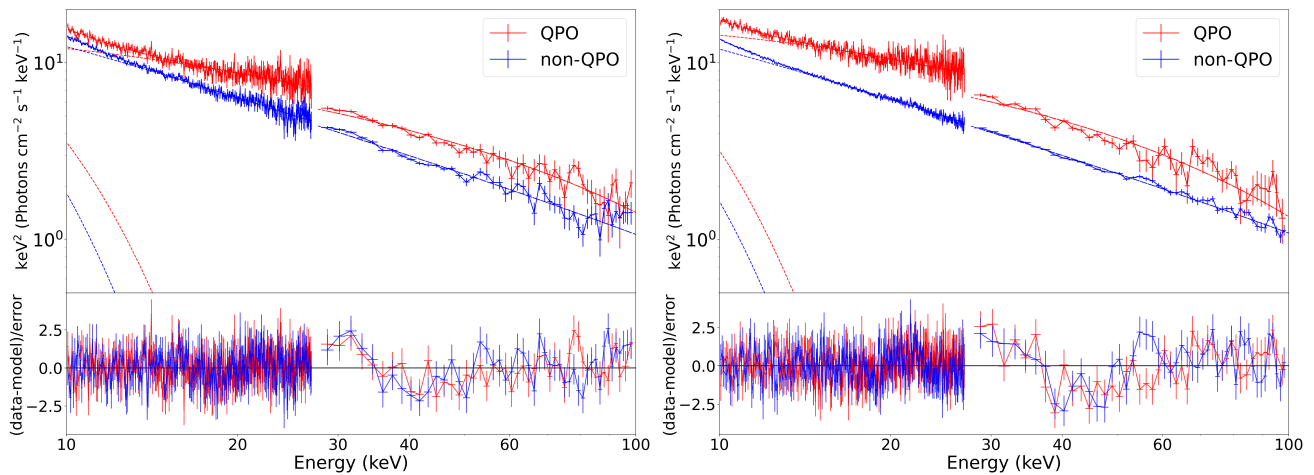 keV² (Photons cm⁻² s⁻¹ keV⁻¹)
10¹
10⁰
QPO
non-QPO
(data-model)/error
2.5
0.0
−2.5
10
20
30
40
60
100
Energy (keV)
keV² (Photons cm⁻² s⁻¹ keV⁻¹)
10¹
10⁰
QPO
non-QPO
(data-model)/error
2.5
0.0
−2.5
10
20
30
40
60
100
Energy (keV)